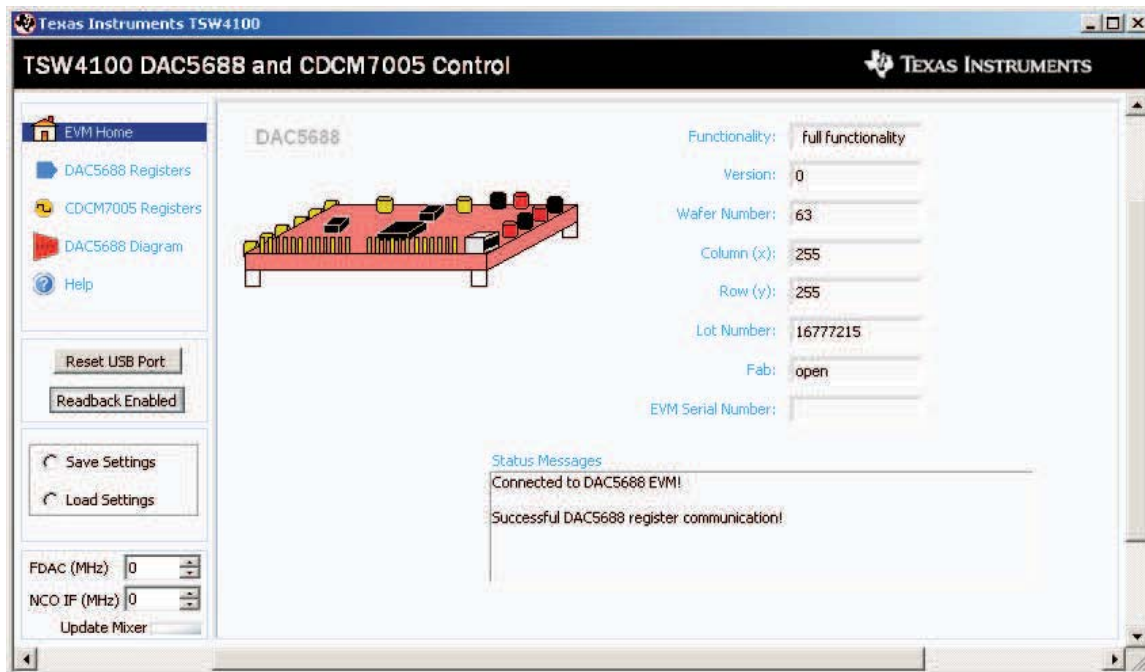 Texas Instruments TSW4100
TSW4100 DAC5688 and CDCM7005 Control
TEXAS INSTRUMENTS
EVM Home
DAC5688 Registers
CDCM7005 Registers
DAC5688 Diagram
Help
Reset USB Port
Readback Enabled
Save Settings
Load Settings
FDAC (MHz) 0
NCO IF (MHz) 0
Update Mixer
DAC5688
Functionality: full functionality
Version: 0
Wafer Number: 63
Column (x): 255
Row (y): 255
Lot Number: 16777215
Fab: open
EVM Serial Number:
Status Messages
Connected to DAC5688 EVM!
Successful DAC5688 register communication!